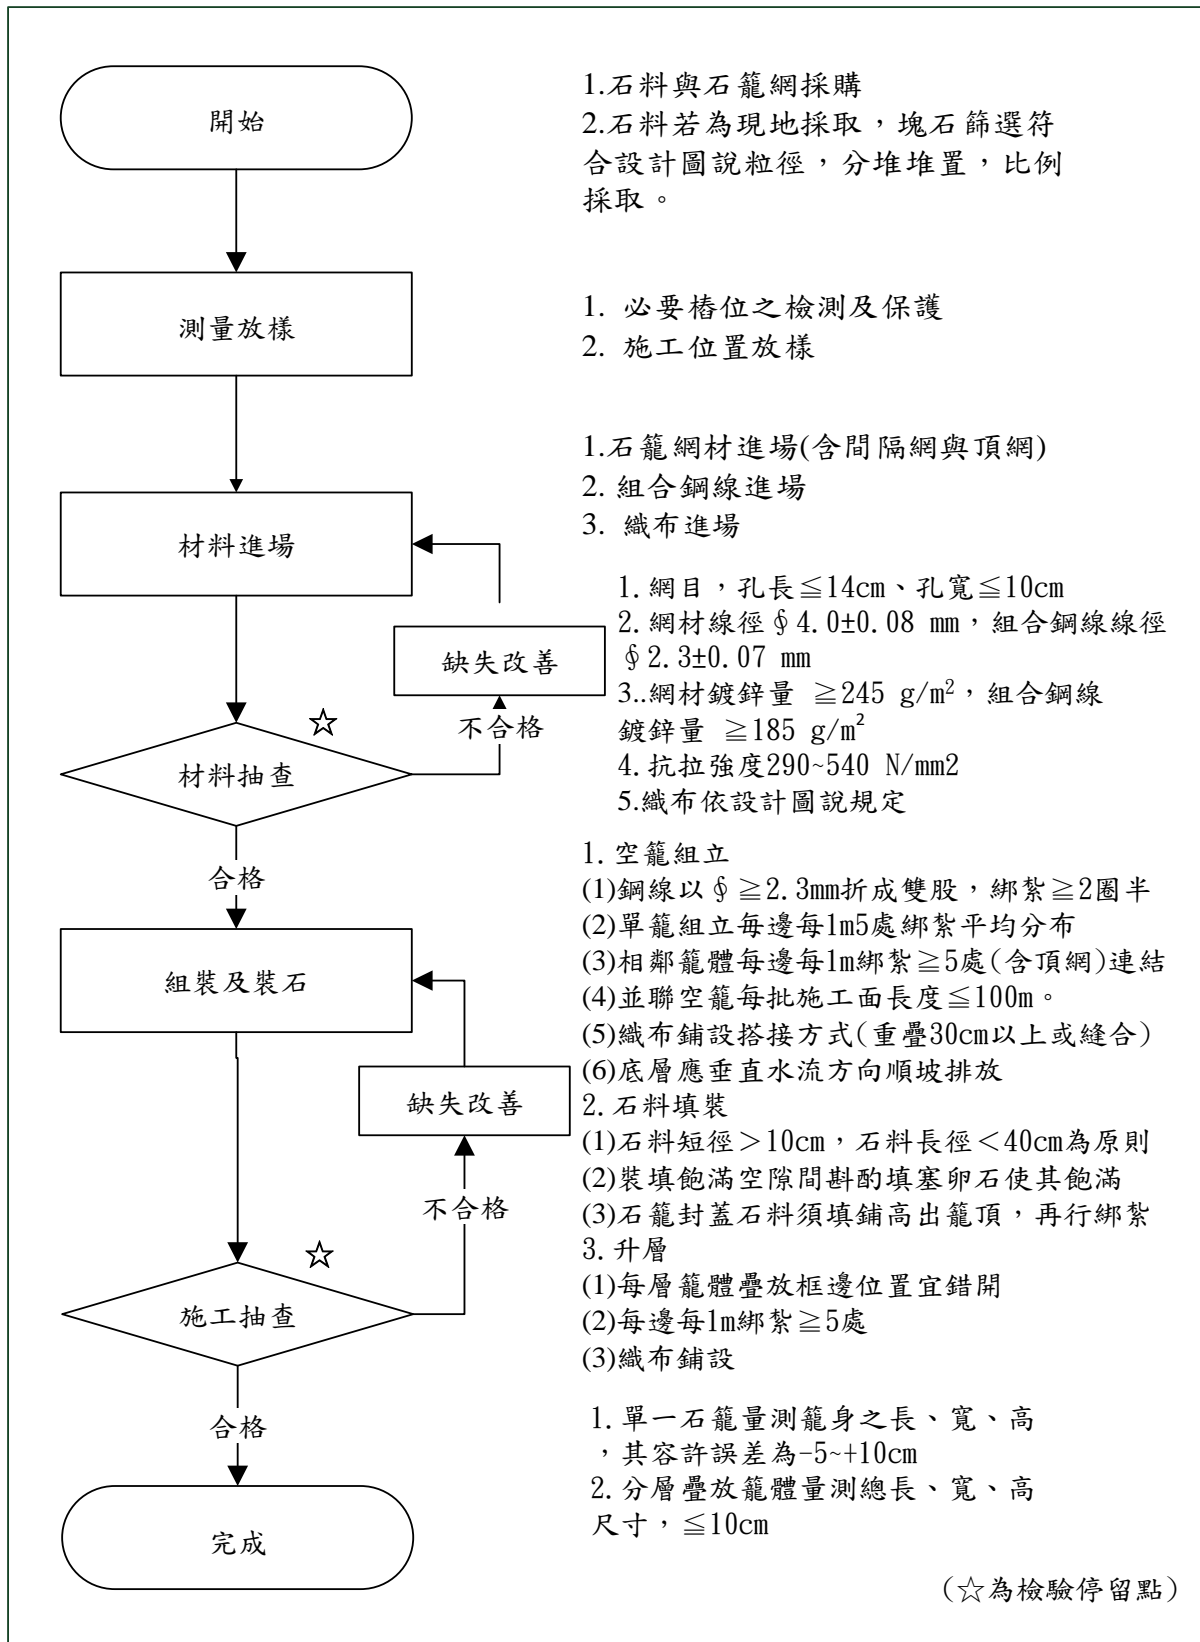 開始
1.石料與石籠網採購
2.石料若為現地採取，塊石篩選符
合設計圖說粒徑，分堆堆置，比例
採取。
測量放樣
1. 必要樁位之檢測及保護
2. 施工位置放樣
材料進場
1.石籠網材進場(含間隔網與頂網)
2. 組合鋼線進場
3. 織布進場
缺失改善
不合格
☆
材料抽查
1. 網目，孔長≦14cm、孔寬≦10cm
2. 網材線徑∮4.0±0.08 mm，組合鋼線線徑
∮2.3±0.07 mm
3..網材鍍鋅量 ≧245 g/m²，組合鋼線
鍍鋅量 ≧185 g/m²
4. 抗拉強度290~540 N/mm2
5.織布依設計圖說規定
合格
組裝及裝石
1. 空籠組立
(1)鋼線以∮≧2.3mm折成雙股，綁紮≧2圈半
(2)單籠組立每邊每1m5處綁紮平均分布
(3)相鄰籠體每邊每1m綁紮≧5處(含頂網)連結
(4)並聯空籠每批施工面長度≦100m。
(5)織布鋪設搭接方式(重疊30cm以上或縫合)
(6)底層應垂直水流方向順坡排放
2. 石料填裝
(1)石料短徑＞10cm，石料長徑＜40cm為原則
(2)裝填飽滿空隙間斟酌填塞卵石使其飽滿
(3)石籠封蓋石料須填鋪高出籠頂，再行綁紮
3. 升層
(1)每層籠體疊放框邊位置宜錯開
(2)每邊每1m綁紮≧5處
(3)織布鋪設
缺失改善
不合格
☆
施工抽查
合格
1. 單一石籠量測籠身之長、寬、高
，其容許誤差為-5~+10cm
2. 分層疊放籠體量測總長、寬、高
尺寸，≦10cm
完成
(☆為檢驗停留點)